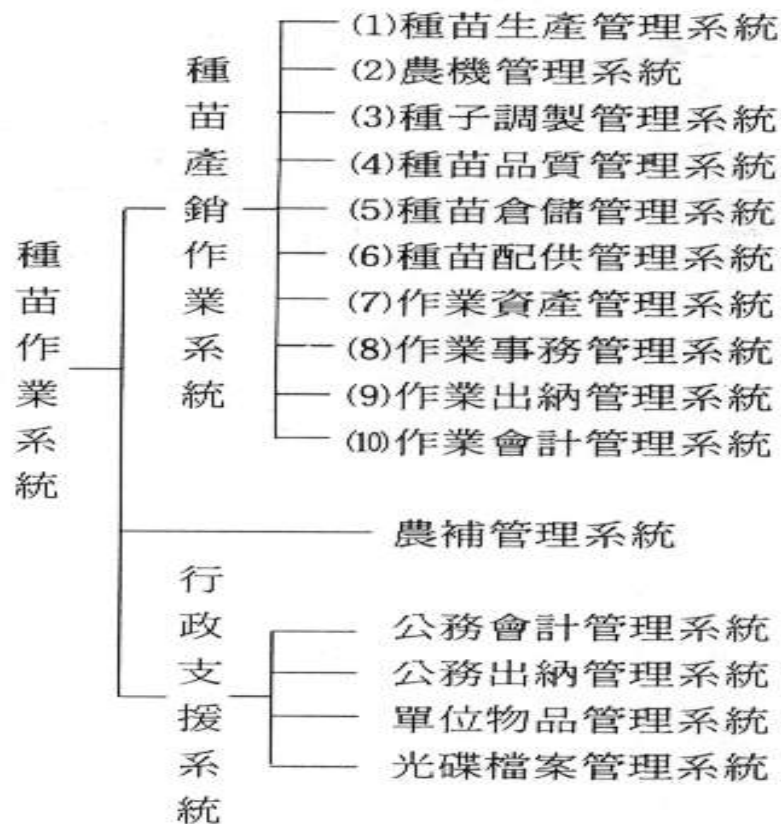 種苗作業系統
種苗產銷作業系統
(1)種苗生產管理系統
(2)農機管理系統
(3)種子調製管理系統
(4)種苗品質管理系統
(5)種苗倉儲管理系統
(6)種苗配供管理系統
(7)作業資產管理系統
(8)作業事務管理系統
(9)作業出納管理系統
(10)作業會計管理系統
農補管理系統
行政支援系統
公務會計管理系統
公務出納管理系統
單位物品管理系統
光碟檔案管理系統